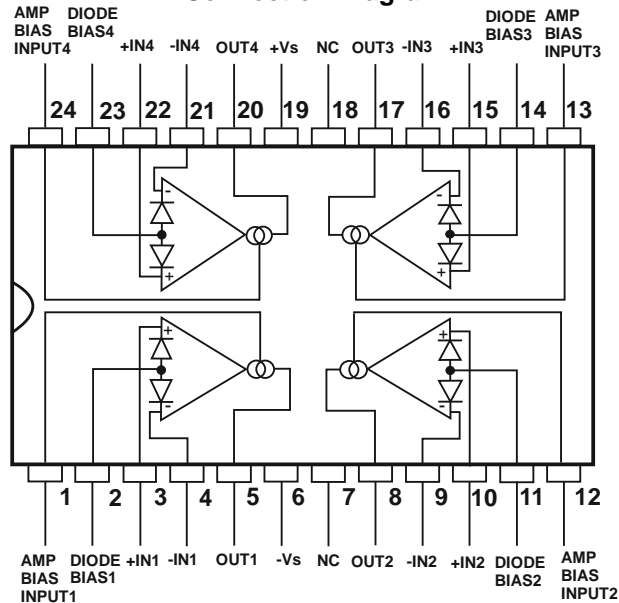 AMP BIAS INPUT4
DIODE BIAS4
+IN4
-IN4
OUT4
+Vs
NC
OUT3
-IN3
+IN3
DIODE BIAS3
AMP BIAS INPUT3
24
23
22
21
20
19
18
17
16
15
14
13
-
+
-
+
+
-
+
-
1
2
3
4
5
6
7
8
9
10
11
12
AMP BIAS INPUT1
DIODE BIAS1
+IN1
-IN1
OUT1
-Vs
NC
OUT2
-IN2
+IN2
DIODE BIAS2
AMP BIAS INPUT2